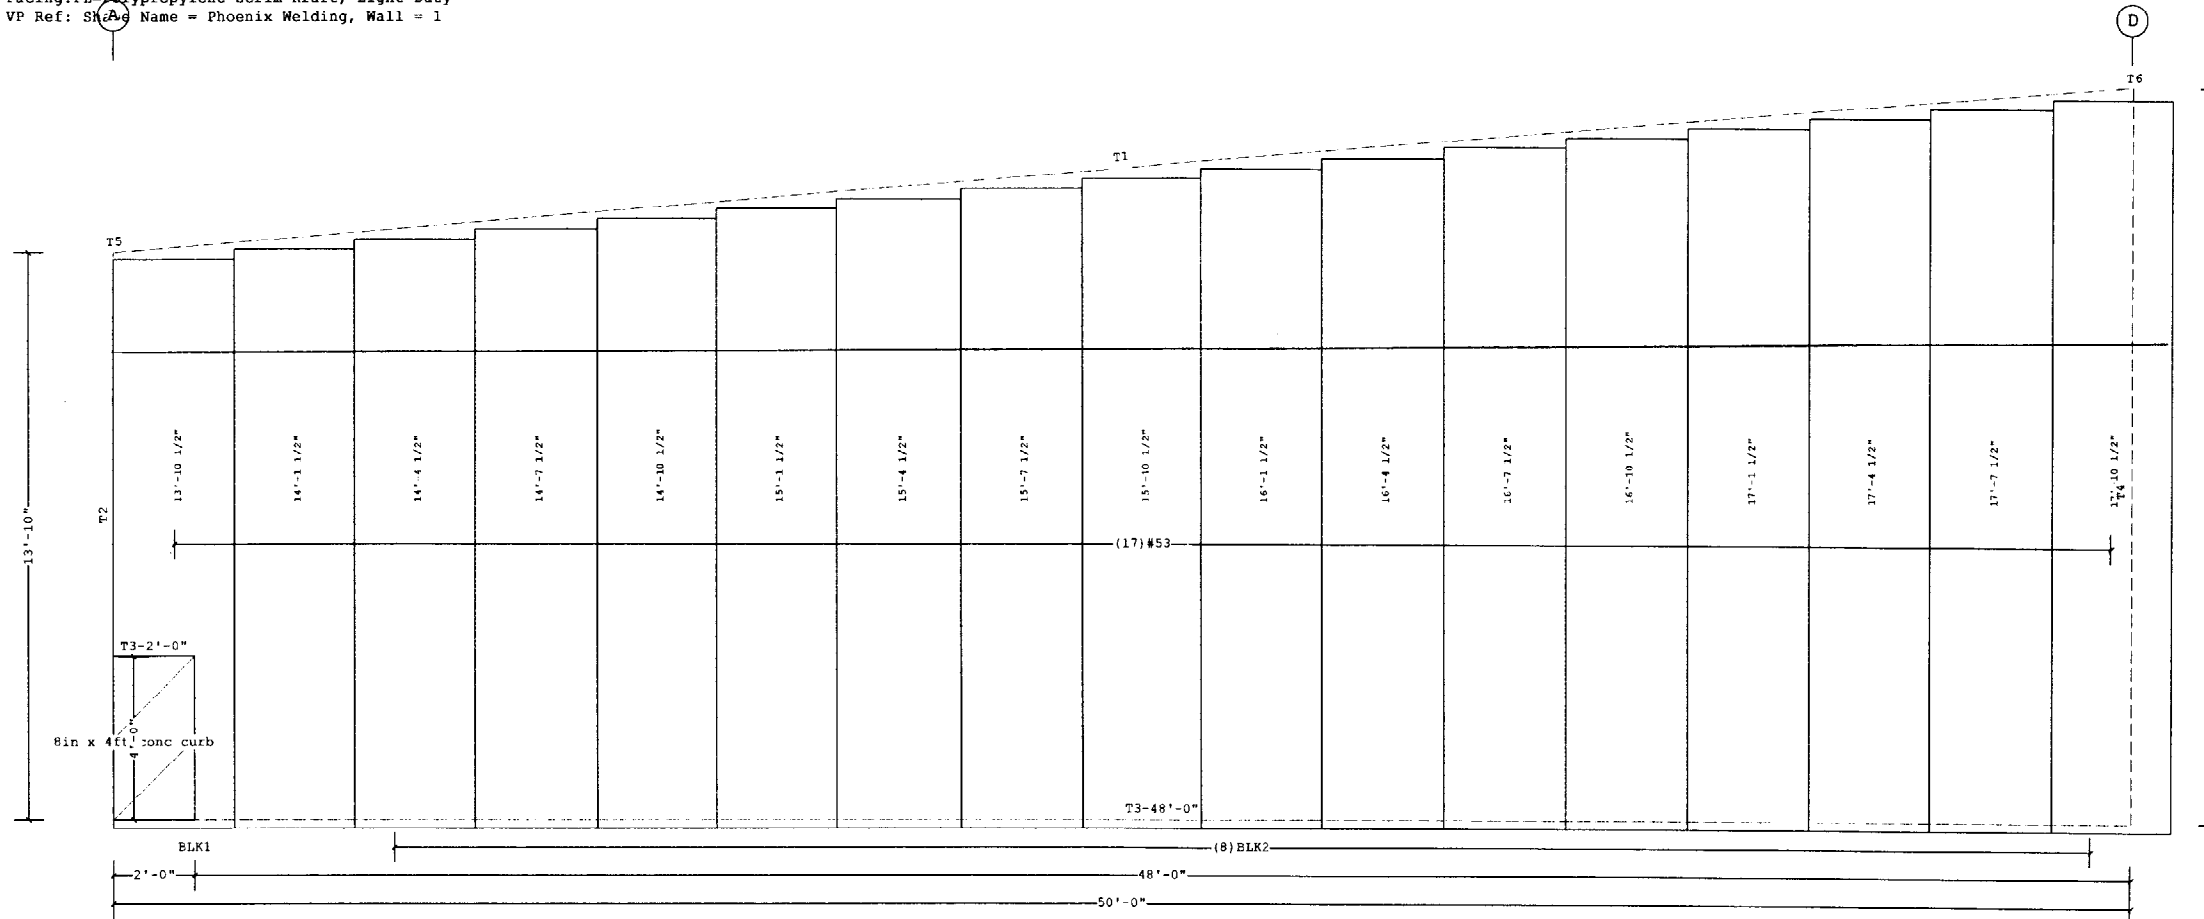 VP Ref: Shape Name = Phoenix Welding, Wall = 1
A
D
T6
T1
T5
13'-10 1/2"
14'-1 1/2"
14'-4 1/2"
14'-7 1/2"
14'-10 1/2"
15'-1 1/2"
15'-4 1/2"
15'-7 1/2"
15'-10 1/2"
16'-1 1/2"
16'-4 1/2"
16'-7 1/2"
16'-10 1/2"
17'-1 1/2"
17'-4 1/2"
17'-7 1/2"
17'-10 1/2"
T4
T2
13'-10"
(17)#53
T3-2'-0"
8in x 4ft conc curb
4'-0"
T3-48'-0"
BLK1
(8)BLK2
2'-0"
48'-0"
50'-0"